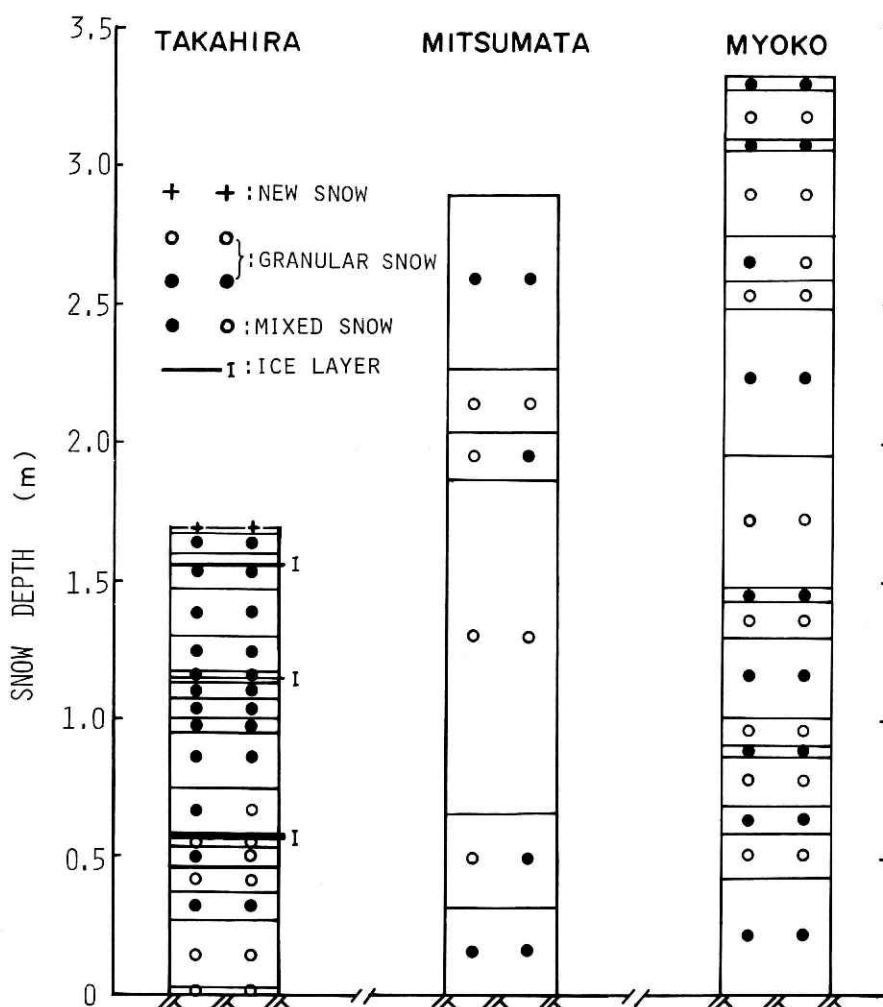 TAKAHIRA MITSUMATA MYOKO
3.5
3.0
2.5
2.0
1.5
1.0
0.5
0
SNOW DEPTH (m)
+ + : NEW SNOW
: GRANULAR SNOW
: MIXED SNOW
I : ICE LAYER
I
I
I